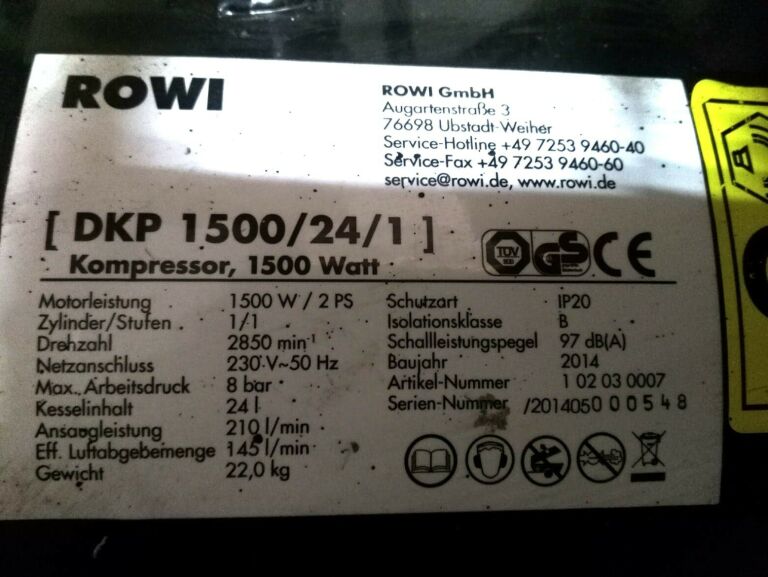 ROWI
ROWI GmbH
Augartenstraße 3
76698 Ubstadt-Weiher
Service-Hotline +49 7253 9460-40
Service-Fax +49 7253 9460-60
service@rowi.de, www.rowi.de
[ DKP 1500/24/1 ]
Kompressor, 1500 Watt
TÜV GS CE
Motorleistung 1500 W / 2 PS
Zylinder/Stufen 1/1
Drehzahl 2850 min⁻¹
Netzanschluss 230 V~50 Hz
Max. Arbeitsdruck 8 bar
Kesselinhalt 24 l
Ansaugleistung 210 l/min
Eff. Luftabgebemenge 145 l/min
Gewicht 22,0 kg
Schutzart IP20
Isolationsklasse B
Schallleistungspegel 97 dB(A)
Baujahr 2014
Artikel-Nummer 1 02 03 0007
Serien-Nummer /201405000548